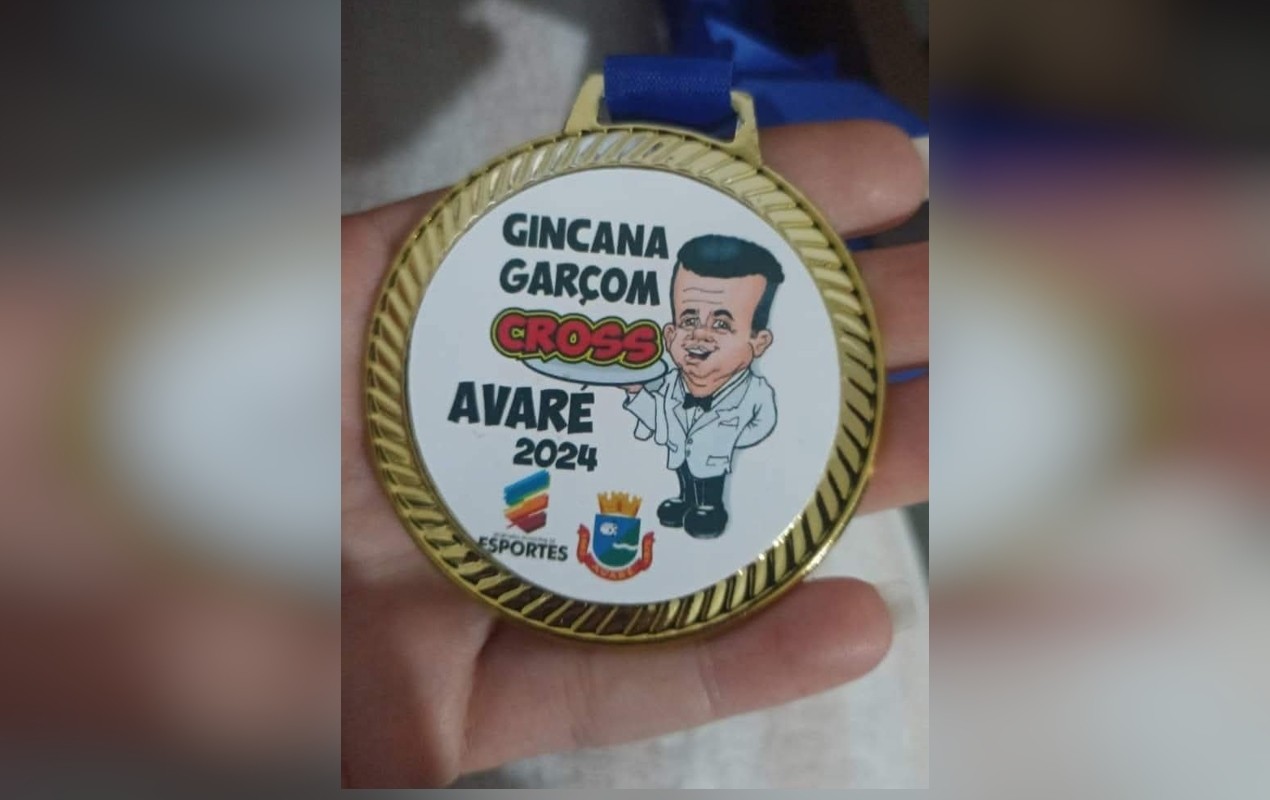 GINCANA
GARÇOM
CROSS
AVARÉ
2024
ESPORTES
AVARÉ